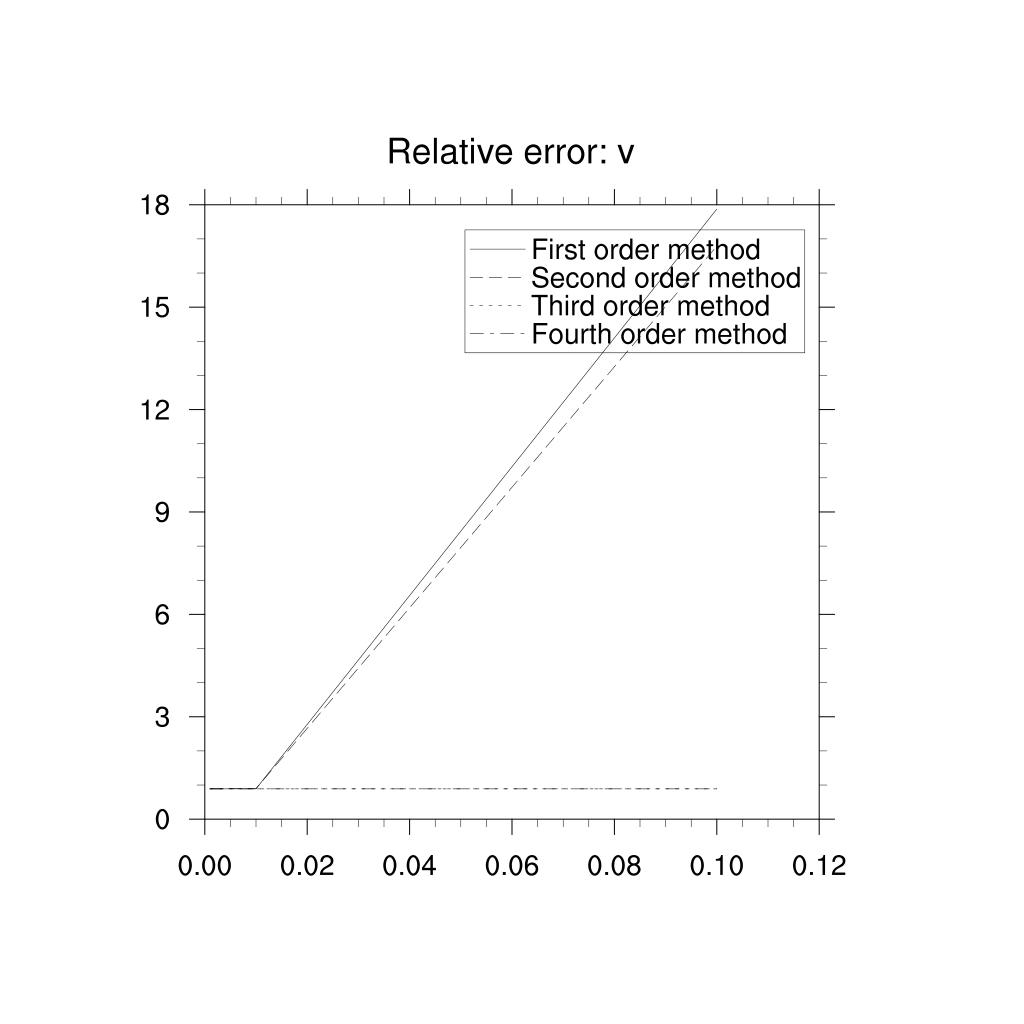 Relative error: v
18
15
12
9
6
3
0
First order method
Second order method
Third order method
Fourth order method
0.00 0.02 0.04 0.06 0.08 0.10 0.12